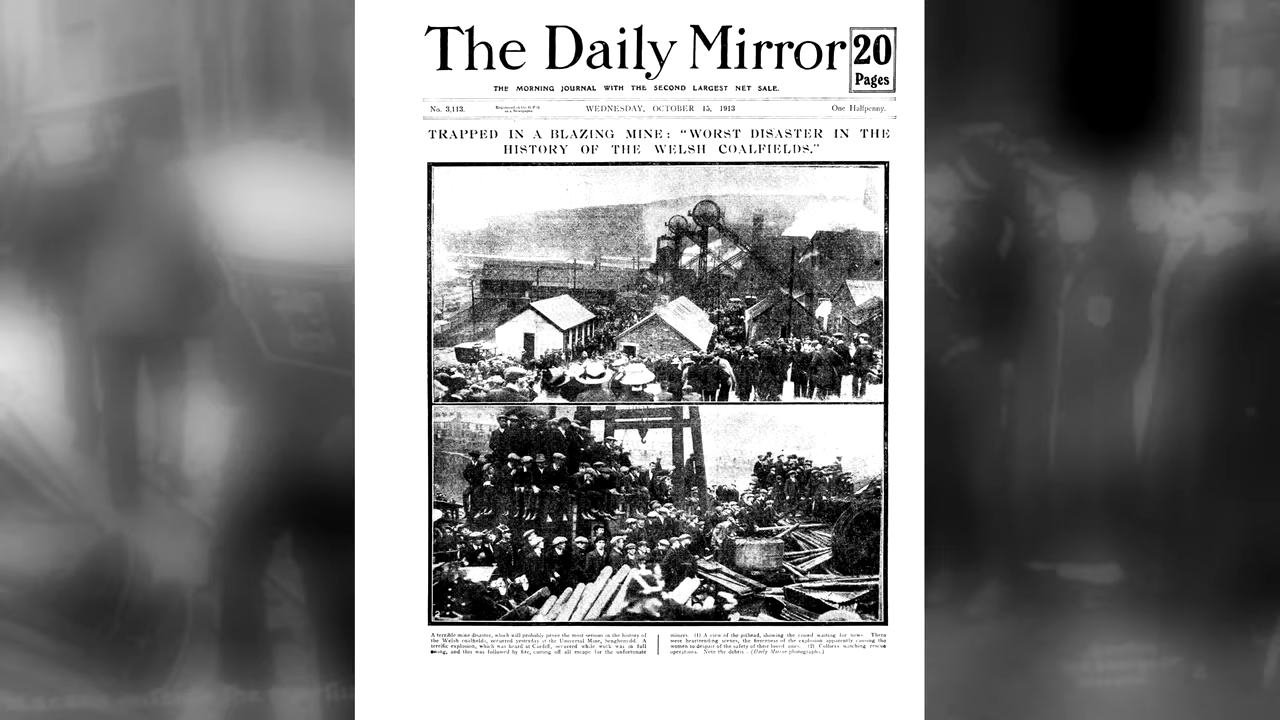 The Daily Mirror
20
Pages
THE MORNING JOURNAL WITH THE SECOND LARGEST NET SALE.
No. 3,113.
Registered at the G.P.O.
as a Newspaper.
WEDNESDAY, OCTOBER 15, 1913
One Halfpenny.
TRAPPED IN A BLAZING MINE: "WORST DISASTER IN THE
HISTORY OF THE WELSH COALFIELDS."
A terrible mine disaster, which will probably prove the most serious in the history of
the Welsh coalfields, occurred yesterday at the Universal Mine, Senghenydd. A
terrific explosion, which was heard at Cardiff, occurred while work was in full
swing, and this was followed by fire, cutting off all escape for the unfortunate
miners. (1) A view of the pithead, showing the crowd waiting for news. There
were heartrending scenes, the fierceness of the explosion apparently causing the
women to despair of the safety of their loved ones. (2) Colliers watching rescue
operations. Note the debris.—(Daily Mirror photographs.)